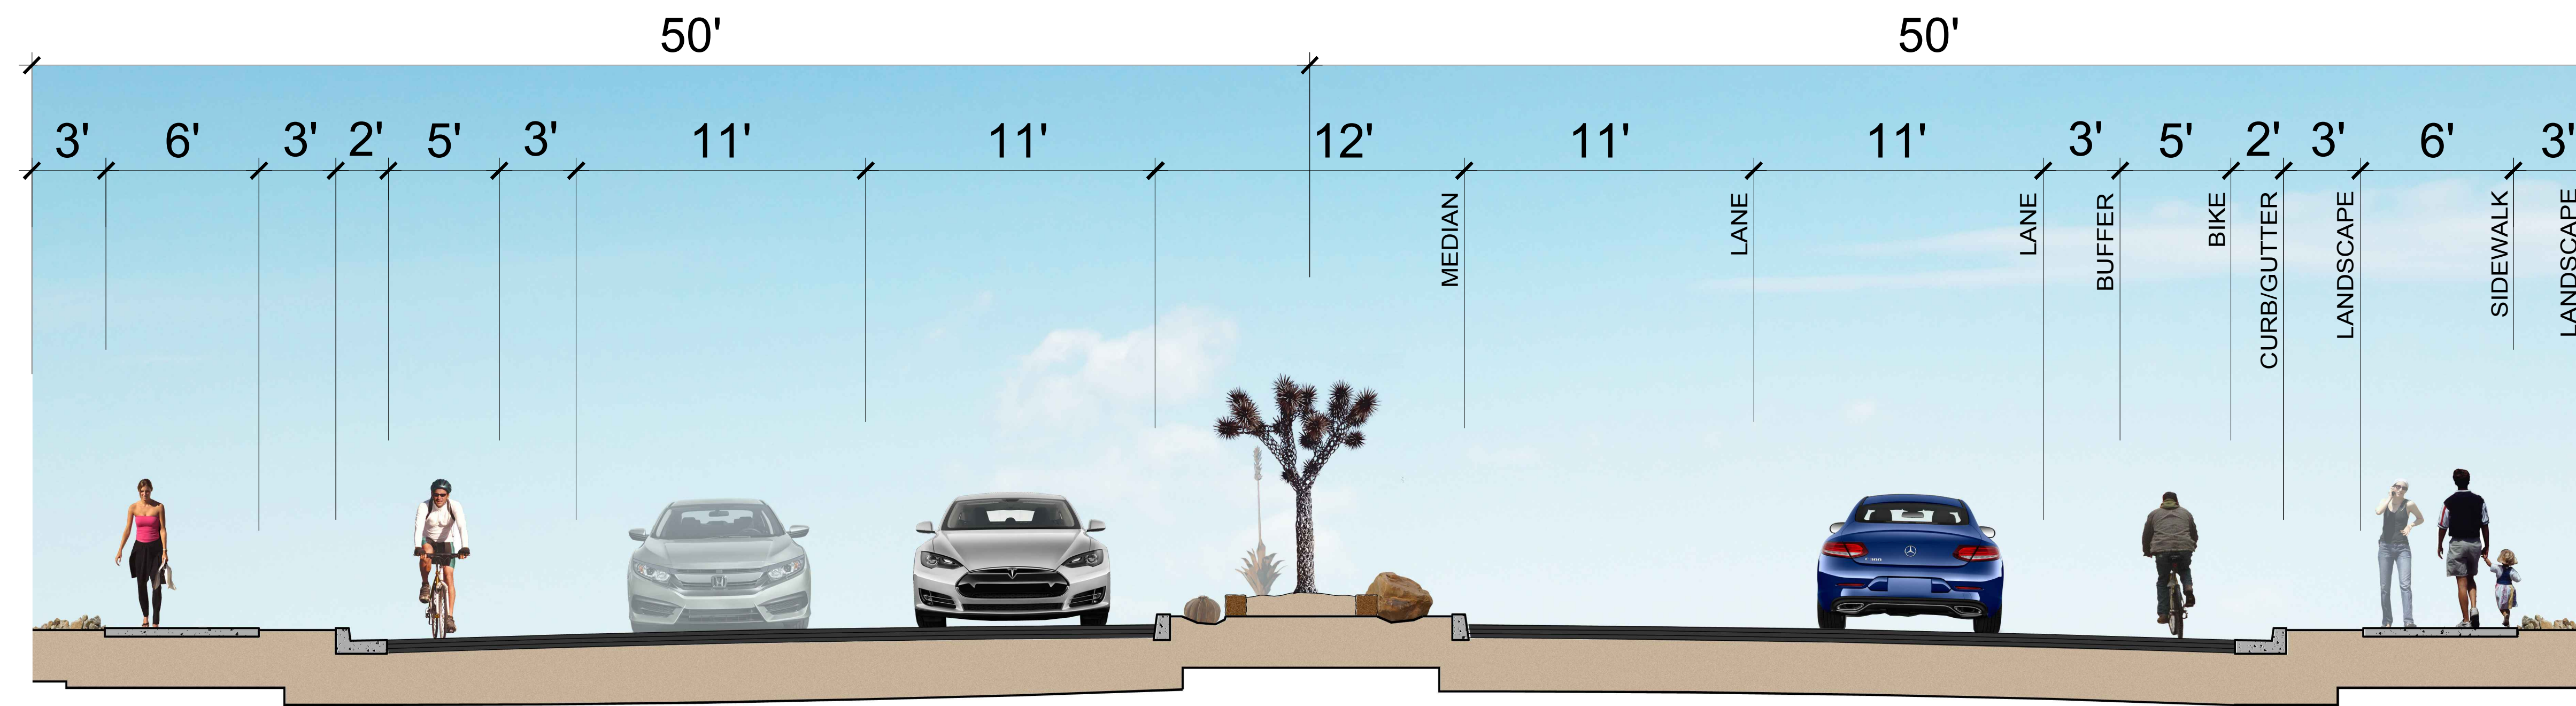 50' 50'
3' 6' 3' 2' 5' 3' 11' 11' 12' 11' 11' 3' 5' 2' 3' 6' 3'
MEDIAN
LANE
LANE
BUFFER
BIKE
CURB/GUTTER
LANDSCAPE
SIDEWALK
LANDSCAPE